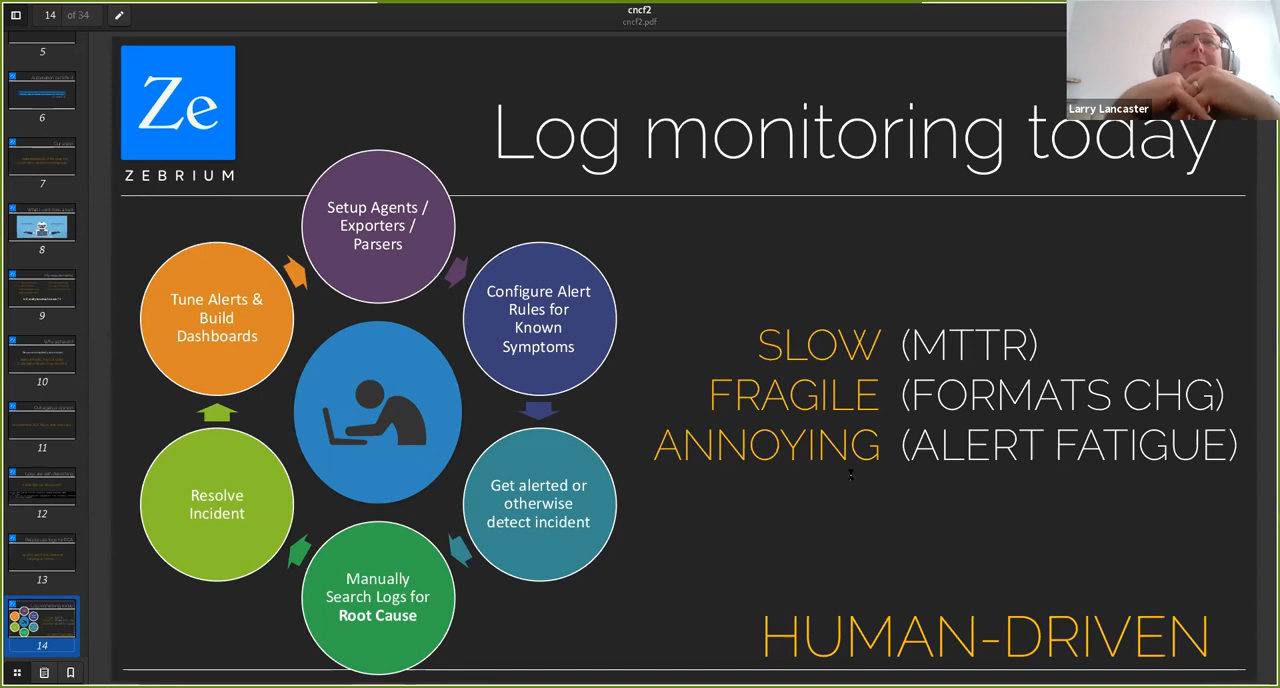 14 of 34
cncf2
cncf2.pdf
Larry Lancaster
5
6
7
8
9
10
11
12
13
14
Ze
ZEBRIUM
Log monitoring today
Setup Agents /
Exporters /
Parsers
Configure Alert
Rules for
Known
Symptoms
Get alerted or
otherwise
detect incident
Manually
Search Logs for
Root Cause
Resolve
Incident
Tune Alerts &
Build
Dashboards
SLOW (MTTR)
FRAGILE (FORMATS CHG)
ANNOYING (ALERT FATIGUE)
HUMAN-DRIVEN